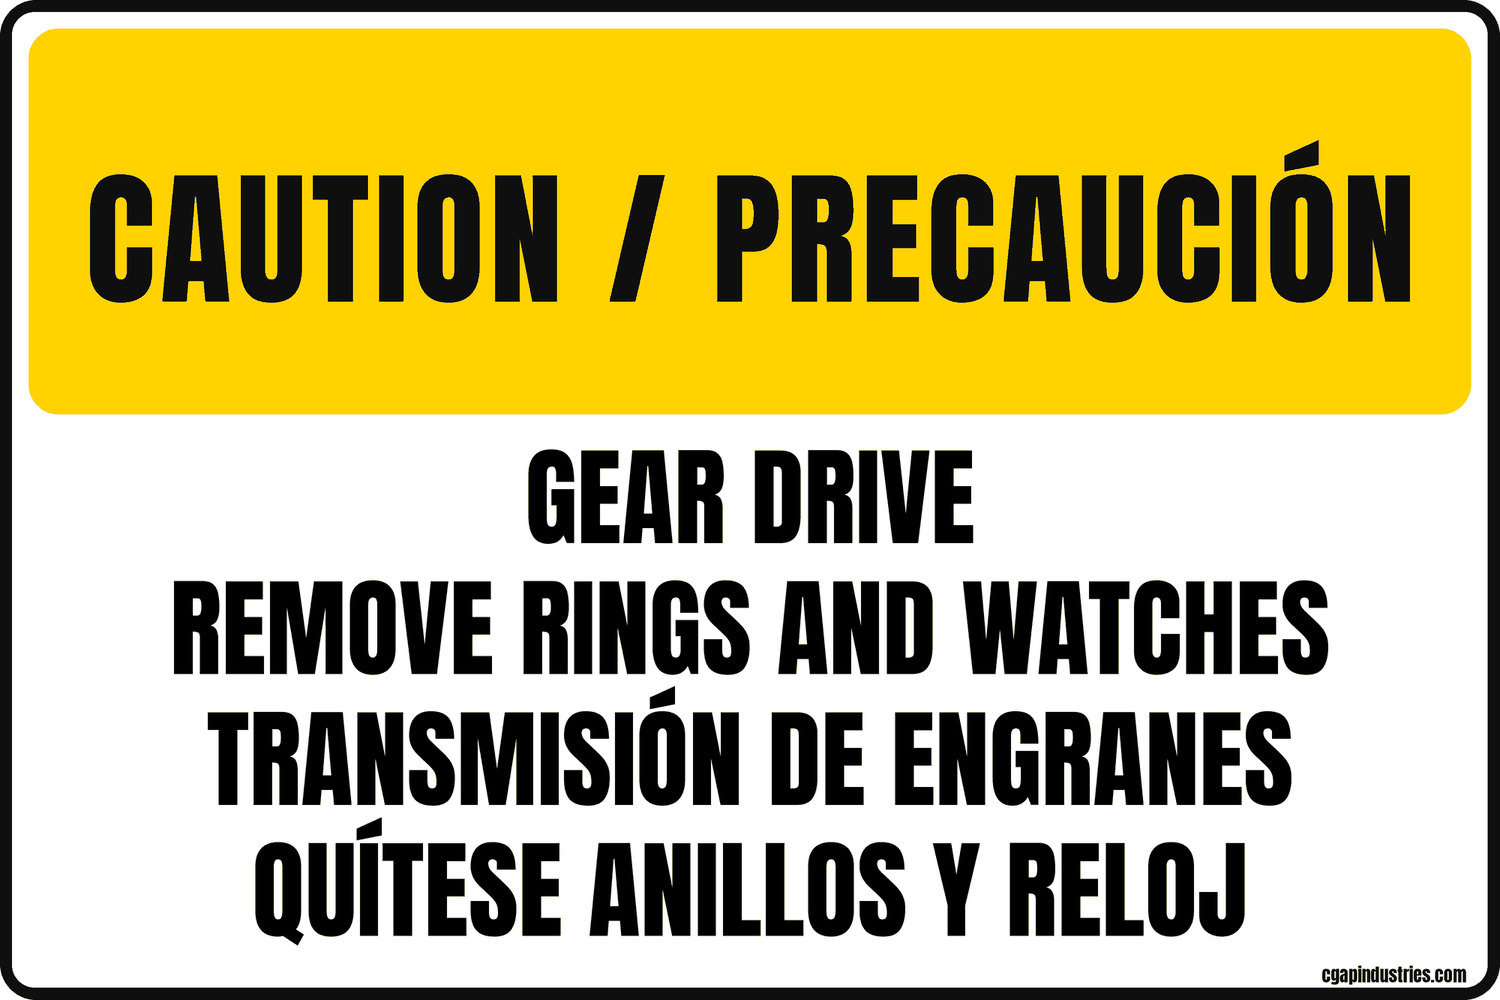 CAUTION / PRECAUCIÓN
GEAR DRIVE
REMOVE RINGS AND WATCHES
TRANSMISIÓN DE ENGRANES
QUÍTESE ANILLOS Y RELOJ
cgapindustries.com